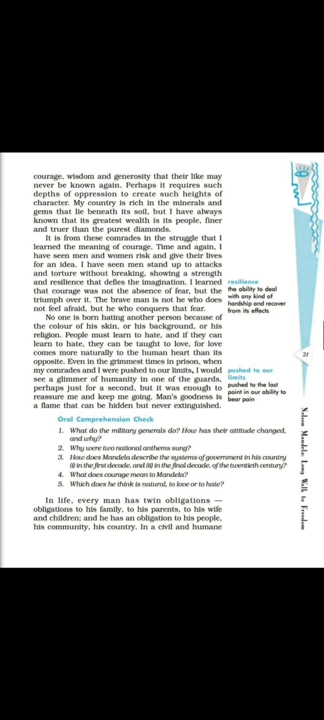 courage, wisdom and generosity that their like may
never be known again. Perhaps it requires such
depths of oppression to create such heights of
character. My country is rich in the minerals and
gems that lie beneath its soil, but I have always
known that its greatest wealth is its people, finer
and truer than the purest diamonds.
It is from these comrades in the struggle that I
learned the meaning of courage. Time and again, I
have seen men and women risk and give their lives
for an idea. I have seen men stand up to attacks
and torture without breaking, showing a strength
and resilience that defies the imagination. I learned
that courage was not the absence of fear, but the
triumph over it. The brave man is not he who does
not feel afraid, but he who conquers that fear.
No one is born hating another person because of
the colour of his skin, or his background, or his
religion. People must learn to hate, and if they can
learn to hate, they can be taught to love, for love
comes more naturally to the human heart than its
opposite. Even in the grimmest times in prison, when
my comrades and I were pushed to our limits, I would
see a glimmer of humanity in one of the guards,
perhaps just for a second, but it was enough to
reassure me and keep me going. Man's goodness is
a flame that can be hidden but never extinguished.
resilience
the ability to deal
with any kind of
hardship and recover
from its effects
pushed to our
limits
pushed to the last
point in our ability to
bear pain
Oral Comprehension Check
1. What do the military generals do? How has their attitude changed,
and why?
2. Why were two national anthems sung?
3. How does Mandela describe the systems of government in his country
(i) in the first decade, and (ii) in the final decade, of the twentieth century?
4. What does courage mean to Mandela?
5. Which does he think is natural, to love or to hate?
In life, every man has twin obligations —
obligations to his family, to his parents, to his wife
and children; and he has an obligation to his people,
his community, his country. In a civil and humane
21
Nelson Mandela: Long Walk to Freedom